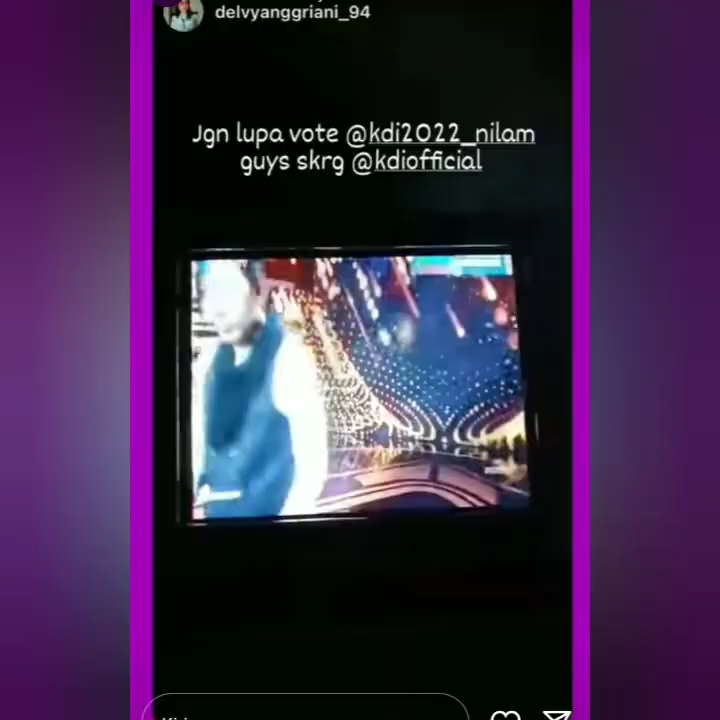 delvyanggriani_94
Jgn lupa vote @kdi2022_nilam
guys skrg @kdiofficial